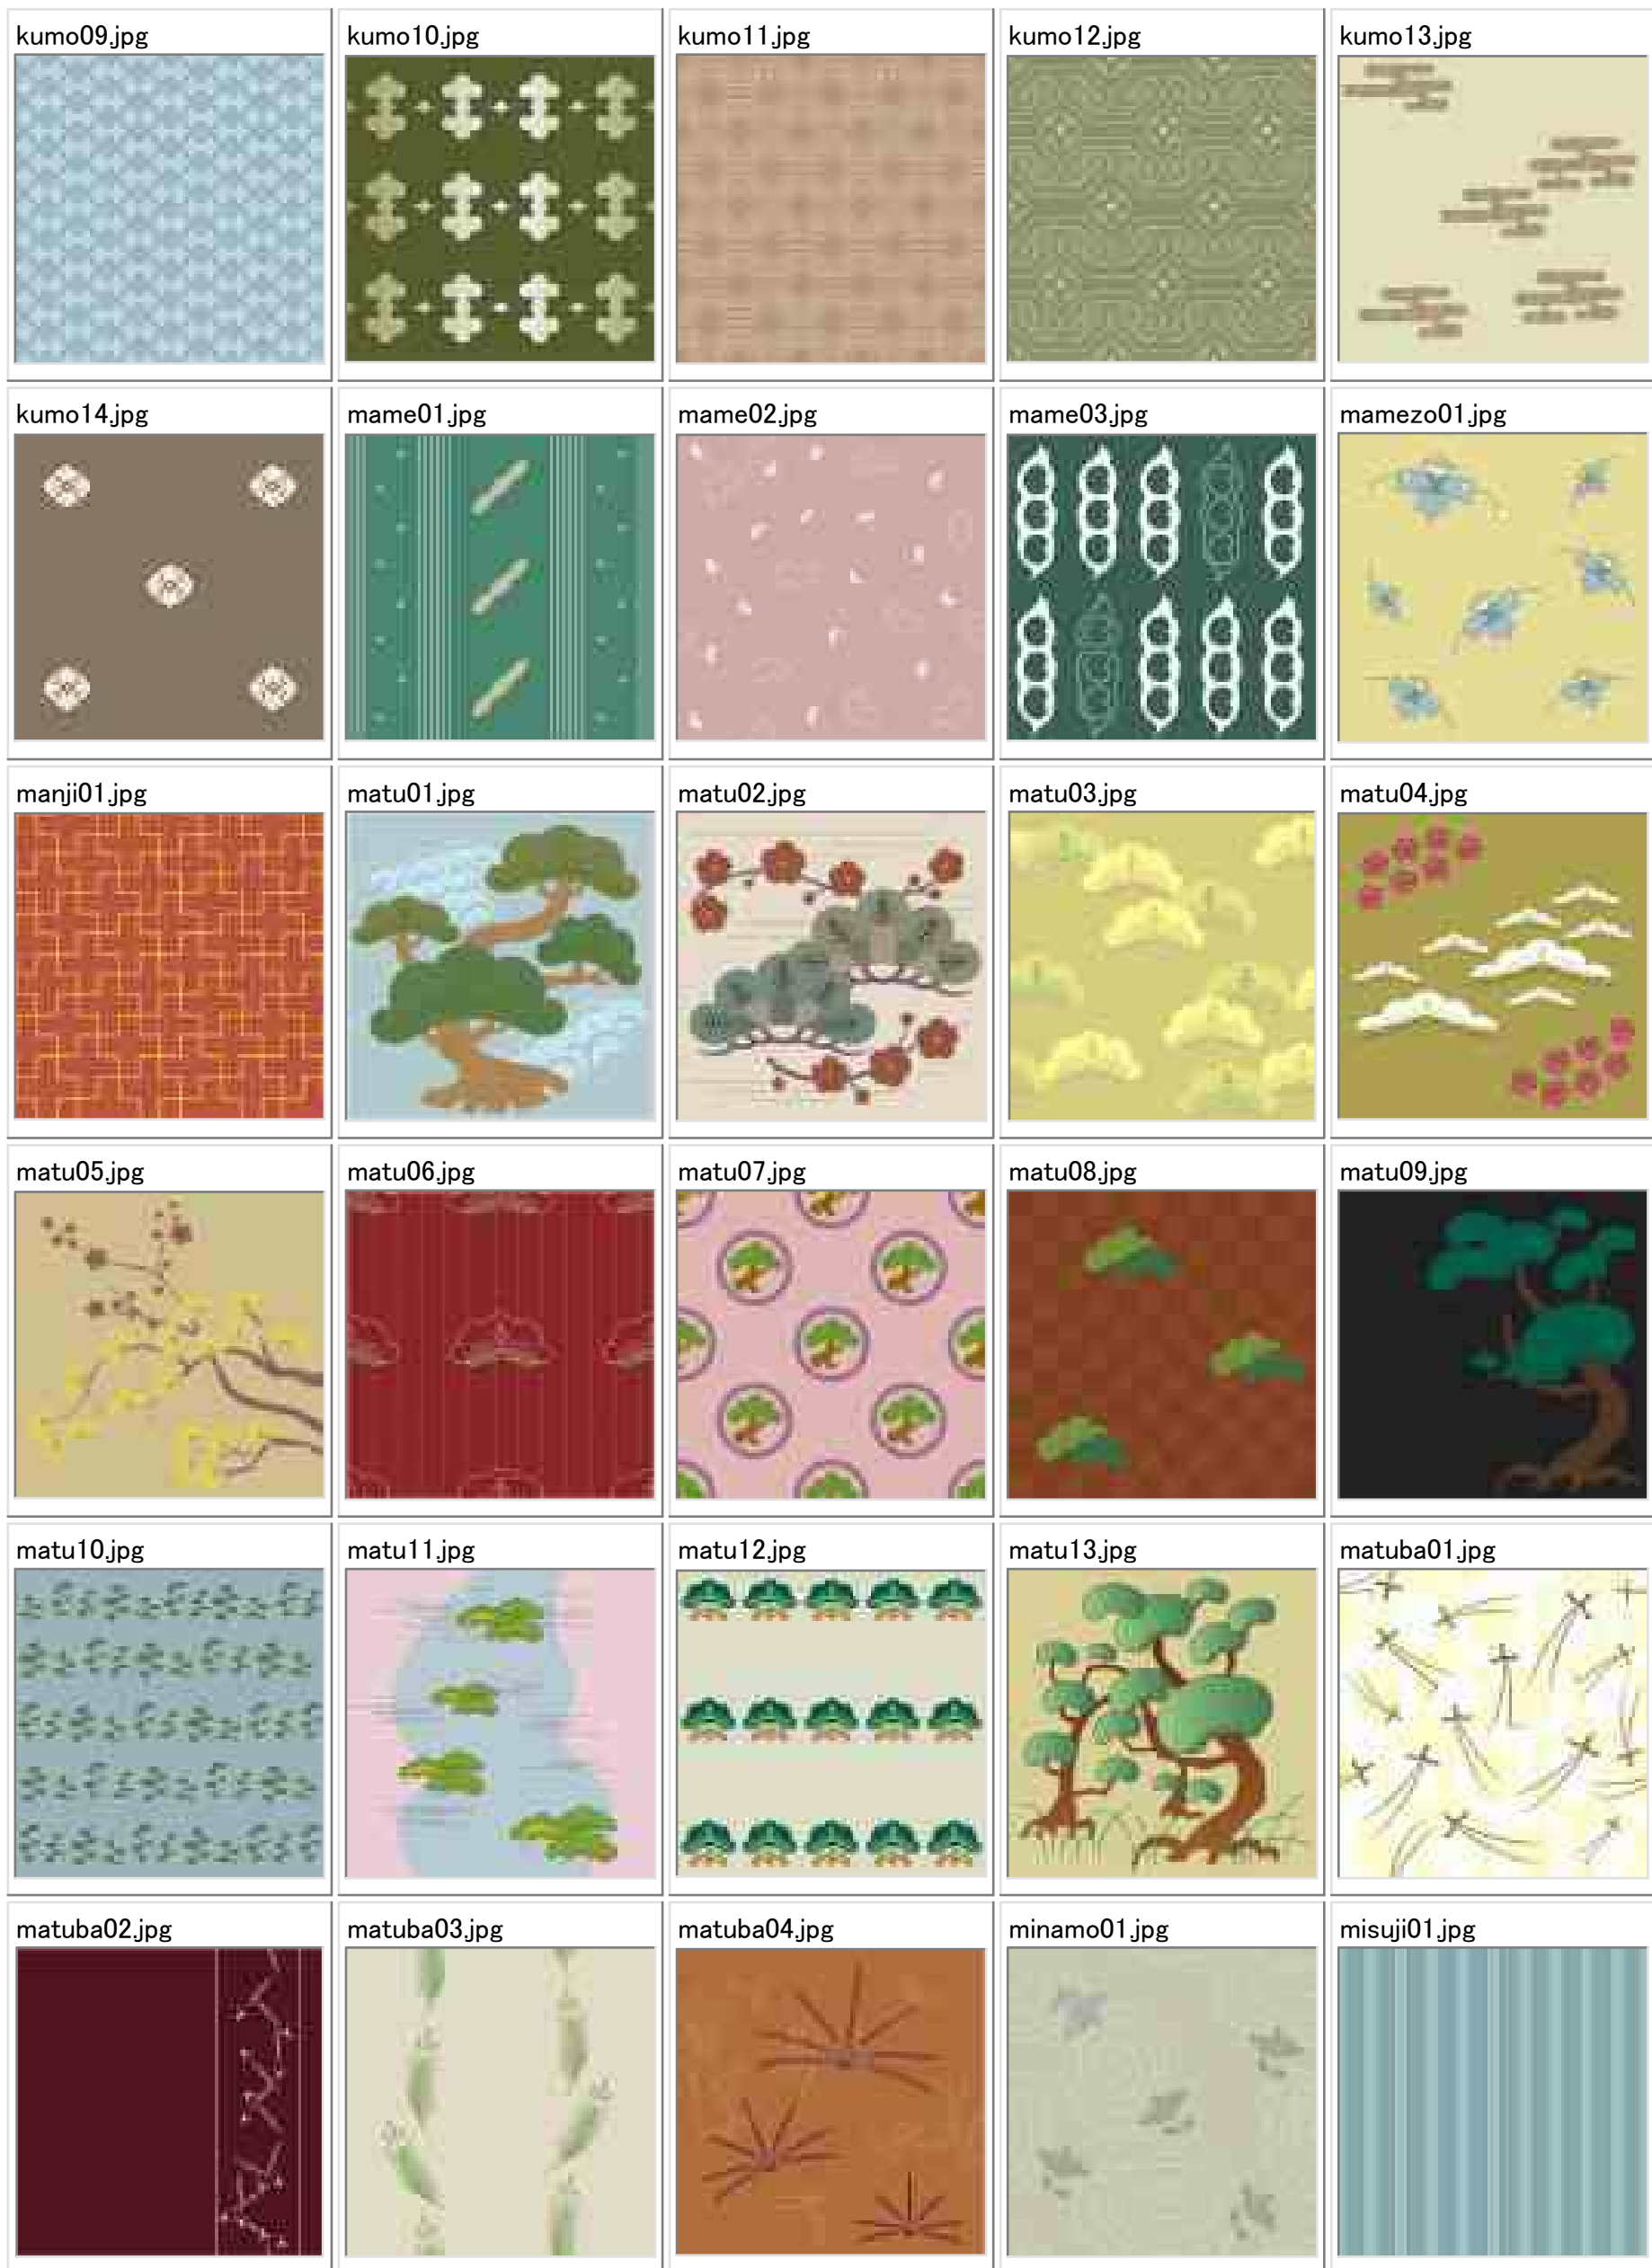 kumo09.jpg
kumo10.jpg
kumo11.jpg
kumo12.jpg
kumo13.jpg
kumo14.jpg
mame01.jpg
mame02.jpg
mame03.jpg
mamezo01.jpg
manji01.jpg
matu01.jpg
matu02.jpg
matu03.jpg
matu04.jpg
matu05.jpg
matu06.jpg
matu07.jpg
matu08.jpg
matu09.jpg
matu10.jpg
matu11.jpg
matu12.jpg
matu13.jpg
matuba01.jpg
matuba02.jpg
matuba03.jpg
matuba04.jpg
minamo01.jpg
misuji01.jpg